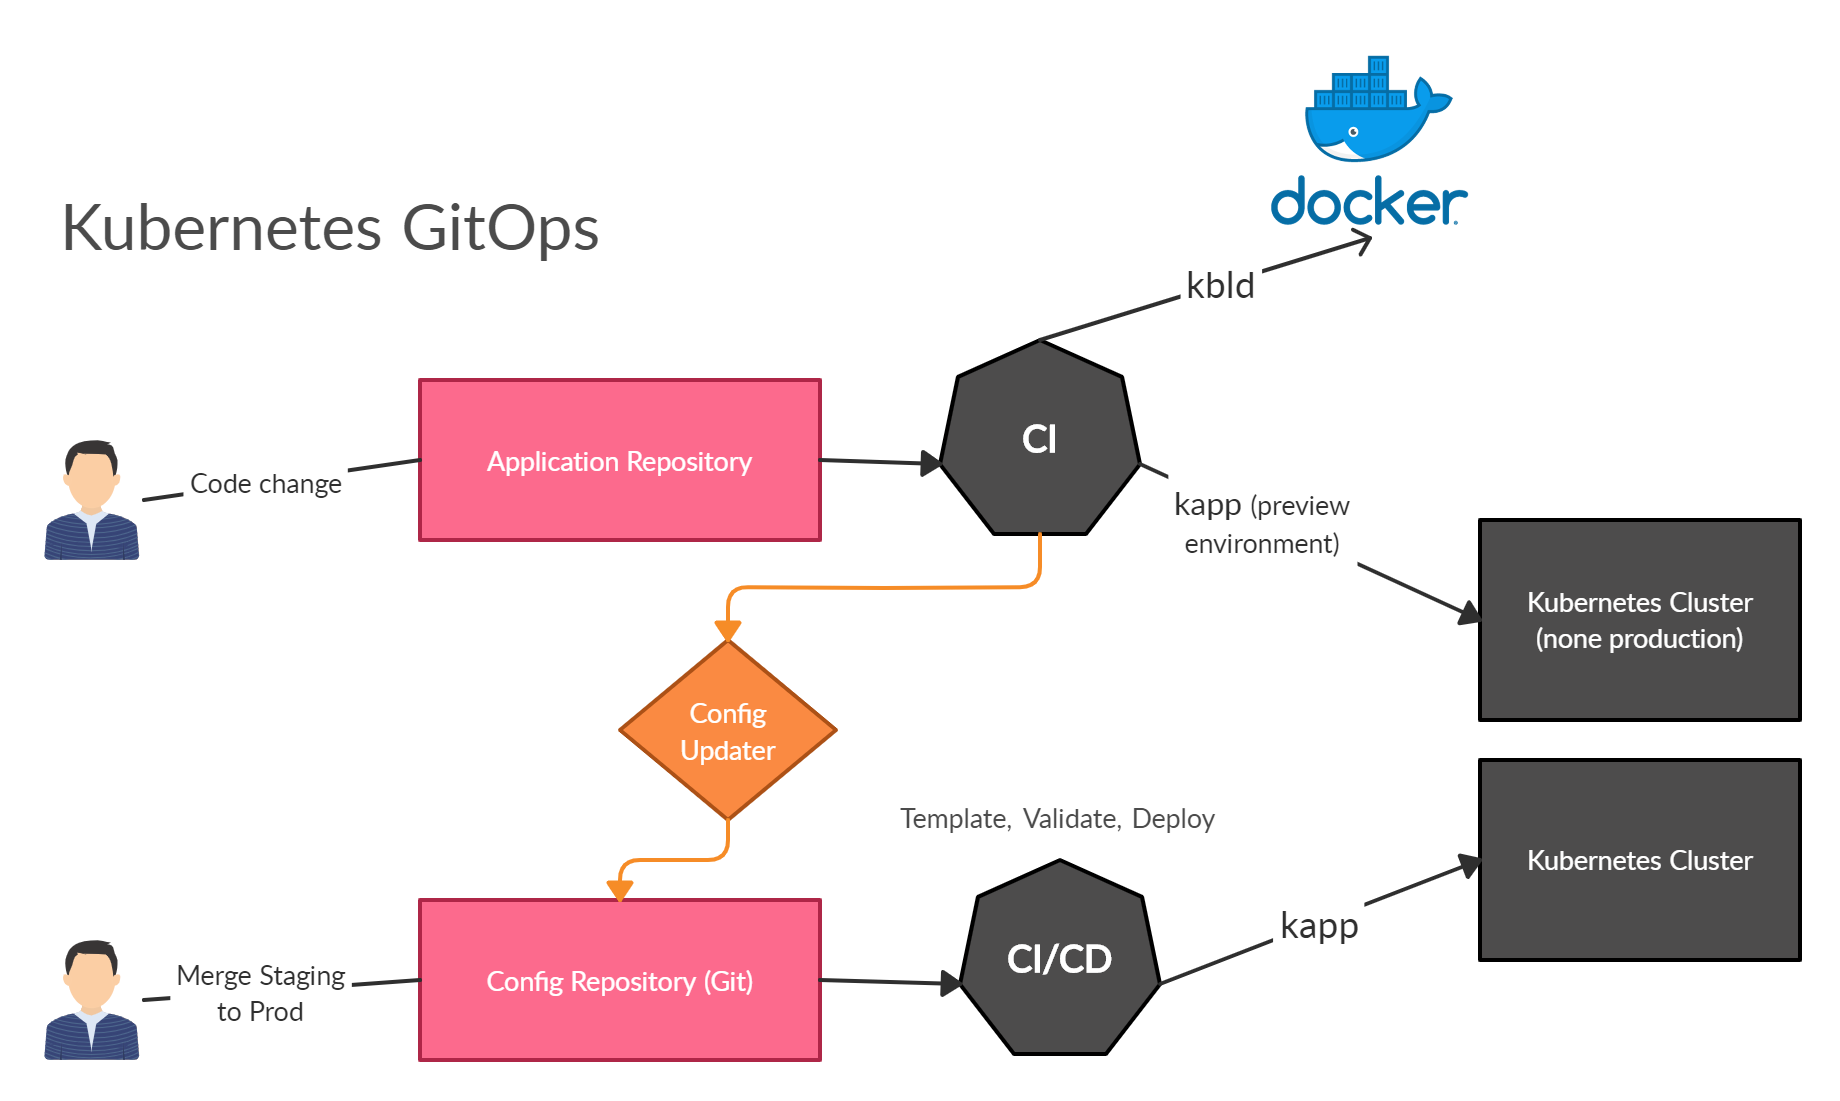 docker
Kubernetes GitOps
kbld
CI
Application Repository
Code change
kapp (preview
environment)
Kubernetes Cluster
(none production)
Config
Updater
Template, Validate, Deploy
Kubernetes Cluster
kapp
CI/CD
Merge Staging
to Prod
Config Repository (Git)